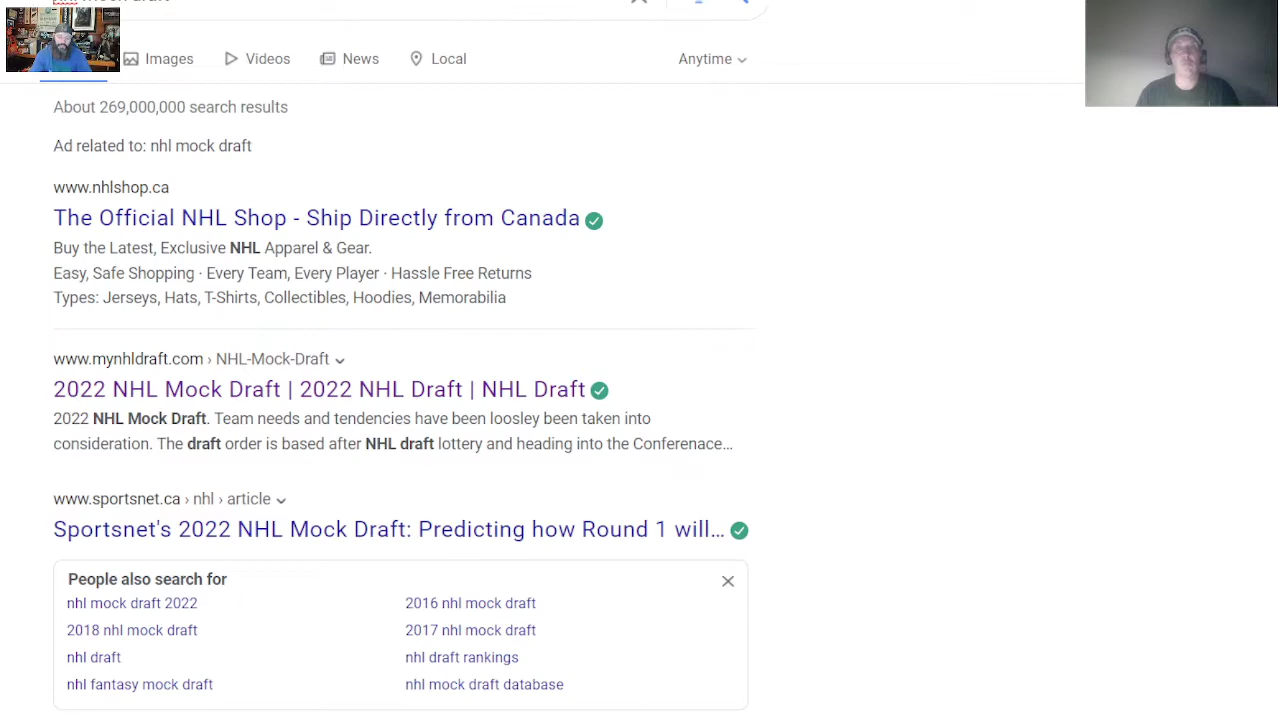 Images
Videos
News
Local
Anytime
About 269,000,000 search results
Ad related to: nhl mock draft
www.nhlshop.ca
The Official NHL Shop - Ship Directly from Canada
Buy the Latest, Exclusive NHL Apparel & Gear.
Easy, Safe Shopping · Every Team, Every Player · Hassle Free Returns
Types: Jerseys, Hats, T-Shirts, Collectibles, Hoodies, Memorabilia
www.mynhldraft.com › NHL-Mock-Draft
2022 NHL Mock Draft | 2022 NHL Draft | NHL Draft
2022 NHL Mock Draft. Team needs and tendencies have been loosley been taken into
consideration. The draft order is based after NHL draft lottery and heading into the Conferenace...
www.sportsnet.ca › nhl › article
Sportsnet's 2022 NHL Mock Draft: Predicting how Round 1 will...
People also search for
nhl mock draft 2022
2016 nhl mock draft
2018 nhl mock draft
2017 nhl mock draft
nhl draft
nhl draft rankings
nhl fantasy mock draft
nhl mock draft database